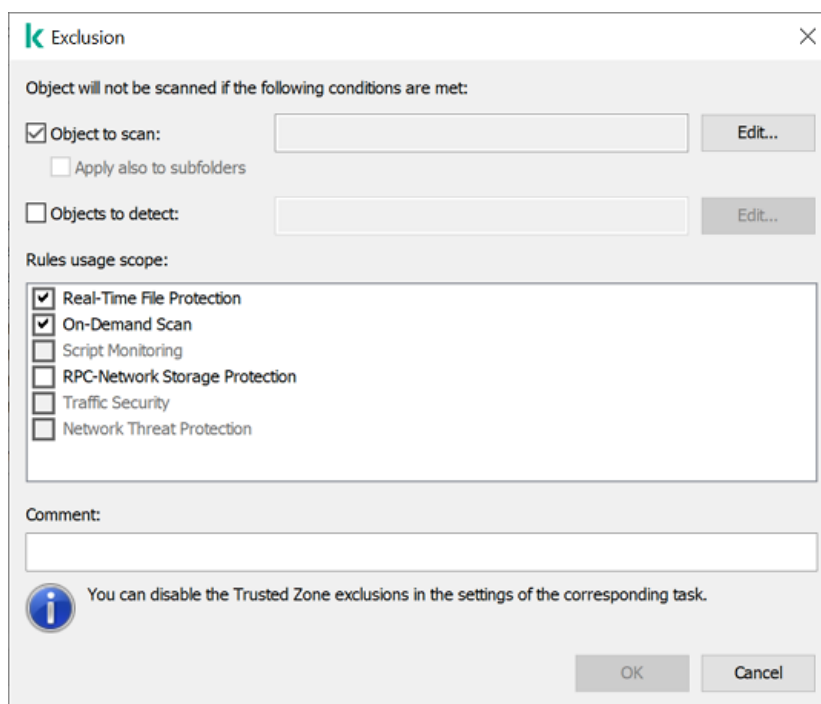 Exclusion
Object will not be scanned if the following conditions are met:
Object to scan:
Edit...
Apply also to subfolders
Objects to detect:
Edit...
Rules usage scope:
Real-Time File Protection
On-Demand Scan
Script Monitoring
RPC-Network Storage Protection
Traffic Security
Network Threat Protection
Comment:
You can disable the Trusted Zone exclusions in the settings of the corresponding task.
OK
Cancel